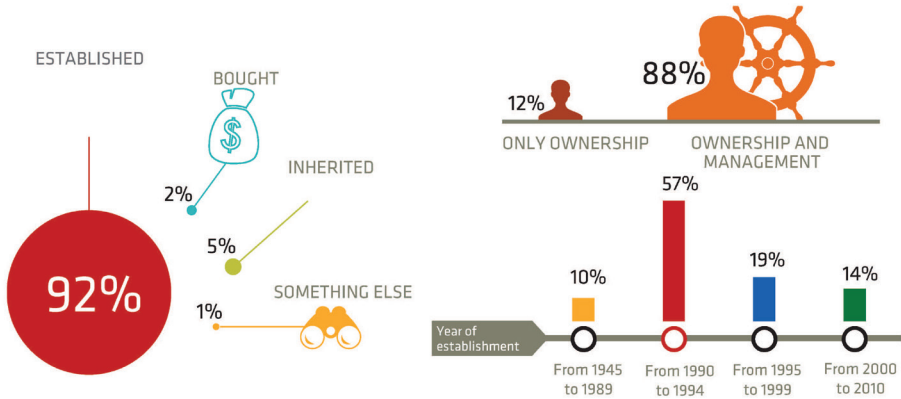 ESTABLISHED
BOUGHT
$
2%
INHERITED
5%
SOMETHING ELSE
1%
92%
88%
12%
ONLY OWNERSHIP
OWNERSHIP AND
MANAGEMENT
57%
10%
19%
14%
Year of
establishment
From 1945
to 1989
From 1990
to 1994
From 1995
to 1999
From 2000
to 2010